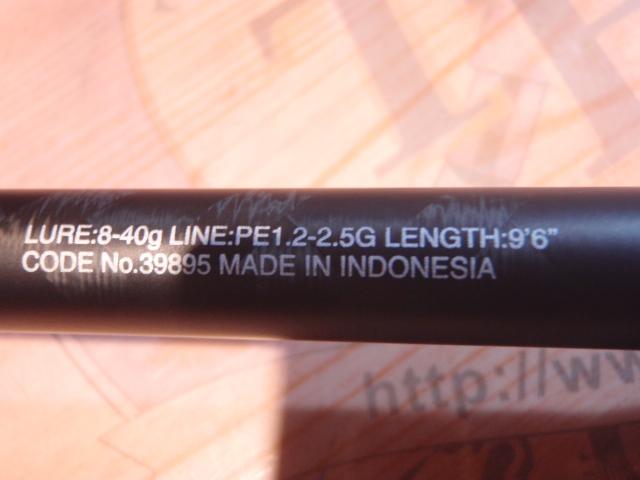 LURE:8-40g LINE:PE1.2-2.5G LENGTH:9'6"
CODE No.39895 MADE IN INDONESIA
http://ww